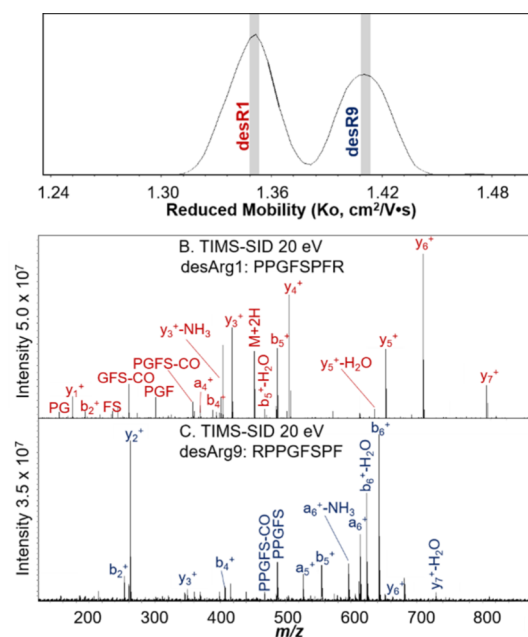 desR1
desR9
1.24 1.30 1.36 1.42 1.48
Reduced Mobility (Ko, cm²/V•s)
Intensity 5.0 x 10⁷
B. TIMS-SID 20 eV
desArg1: PPGFSPFR
PG
y₁⁺
b₂⁺
FS
GFS-CO
PGF
PGFS-CO
a₄⁺
b₄
y₃⁺-NH₃
y₃⁺
M+2H
b₅⁺-H₂O
b₅⁺
y₄⁺
y₅⁺-H₂O
y₅⁺
y₆⁺
y₇⁺
Intensity 3.5 x 10⁷
C. TIMS-SID 20 eV
desArg9: RPPGFSPF
b₂⁺
y₂⁺
y₃⁺
b₄⁺
PPGFS-CO
PPGFS
a₅⁺
b₅⁺
a₆⁺-NH₃
a₆⁺
b₆⁺-H₂O
b₆⁺
y₆⁺
y₇⁺-H₂O
200 300 400 500 600 700 800
m/z